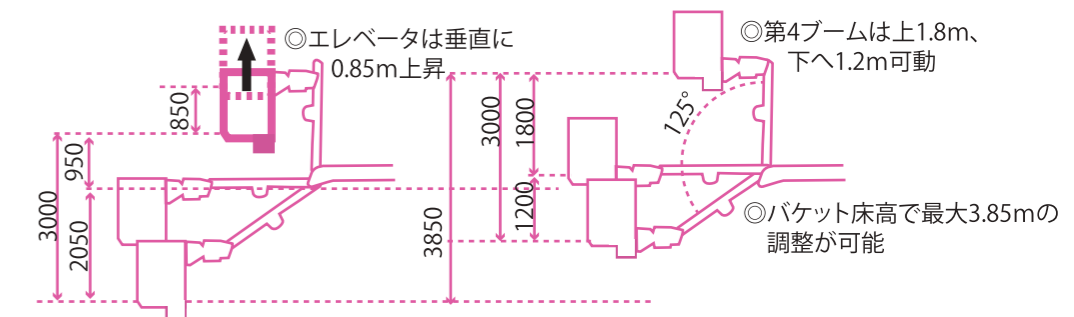 ◎エレベータは垂直に
0.85m上昇
850
950
3000
2050
◎第4ブームは上1.8m、
下へ1.2m可動
3000
1800
125°
1200
3850
◎バケット床高で最大3.85mの
調整が可能